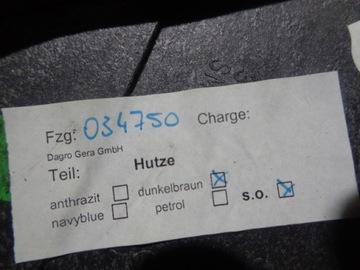 Fzg: 034750 Charge:
Dagro Gera GmbH
Teil: Hutze
anthrazit ☐ dunkelbraun ☒
navyblue ☐ petrol ☐ s.o. ☒